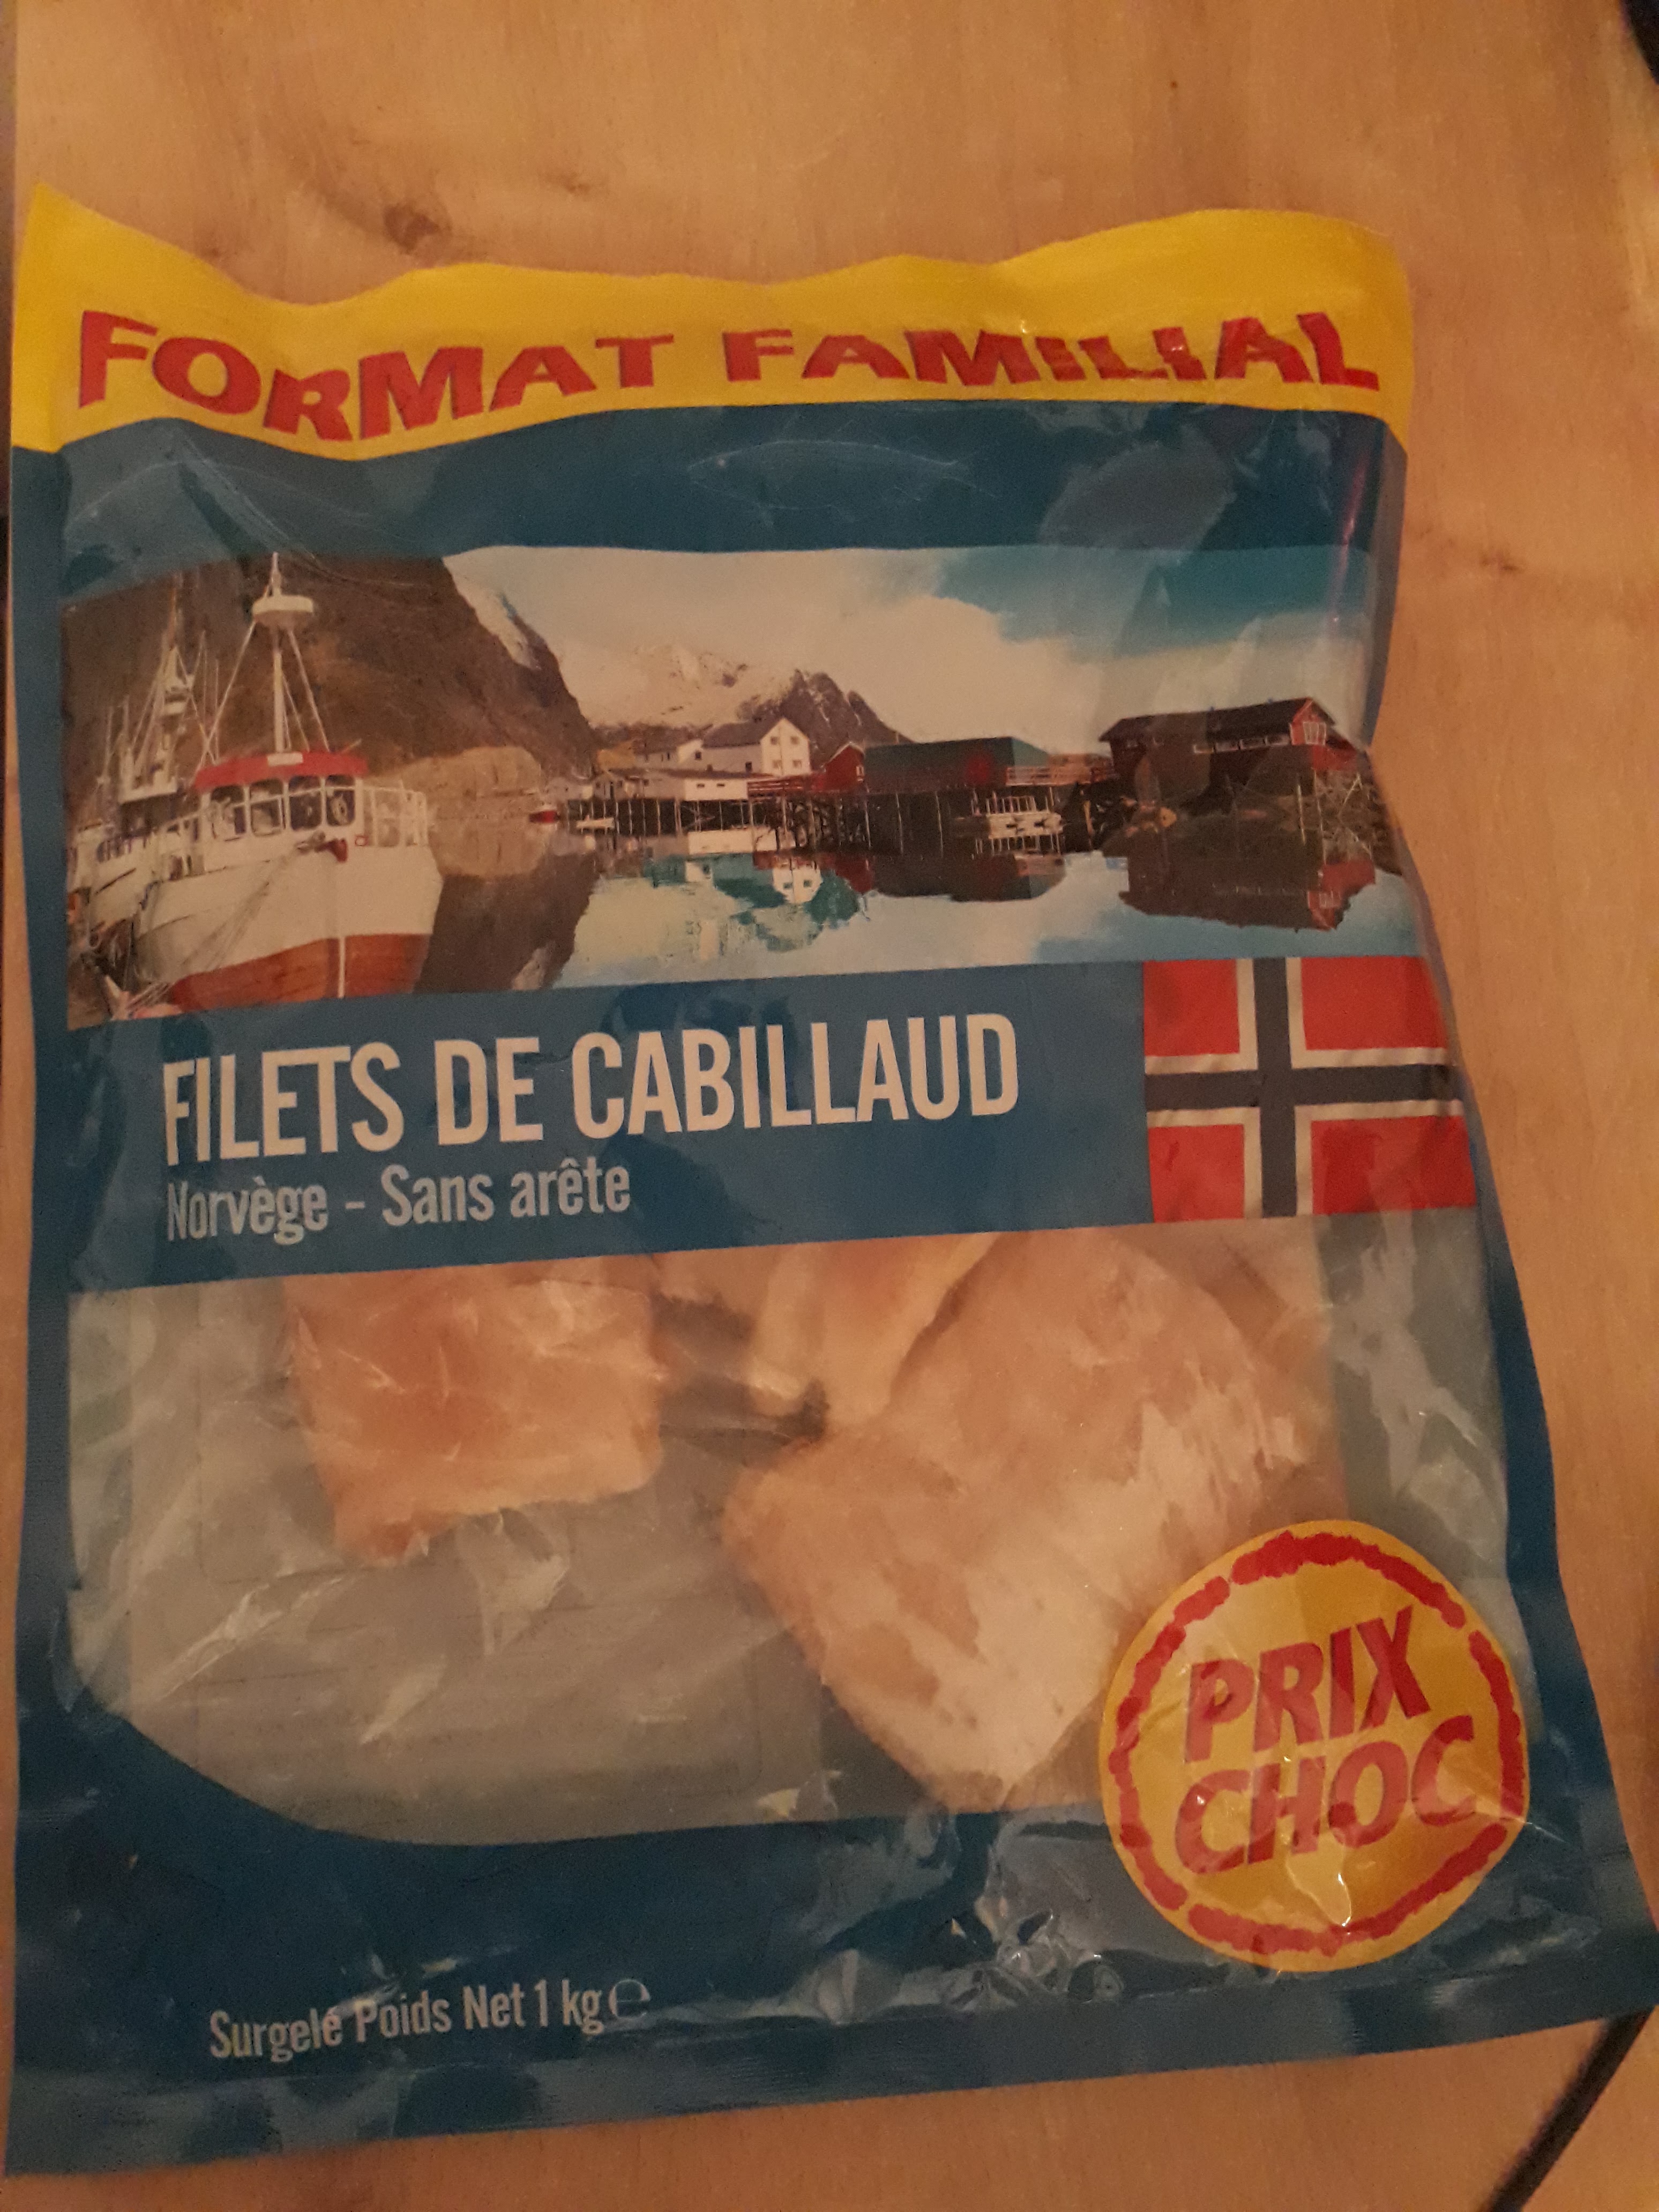 FORMAT FAMILIAL
FILETS DE CABILLAUD
Norvège - Sans arête
PRIX
CHOC
Surgelé Poids Net 1 kg ℮